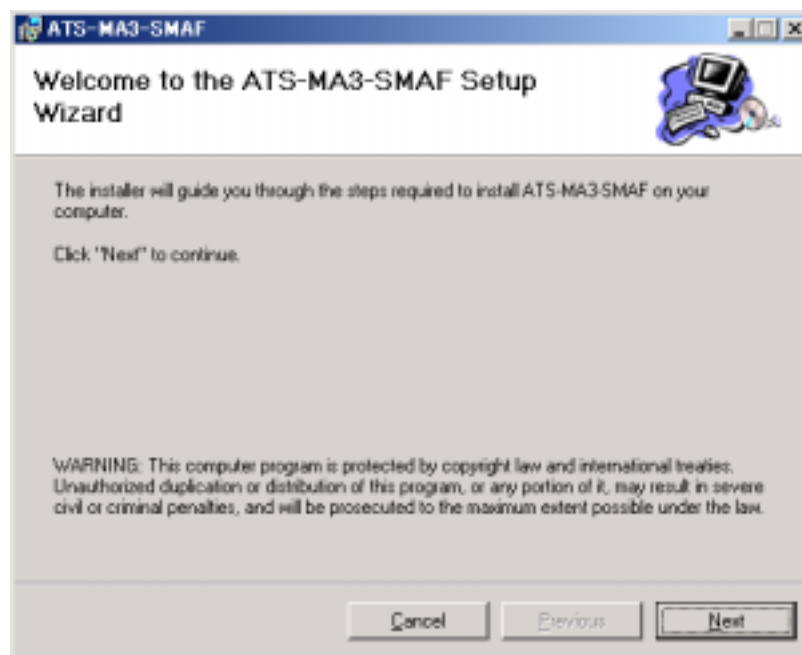 ATS-MA3-SMAF
Welcome to the ATS-MA3-SMAF Setup
Wizard
The installer will guide you through the steps required to install ATS-MA3-SMAF on your
computer.
Click "Next" to continue.
WARNING: This computer program is protected by copyright law and international treaties.
Unauthorized duplication or distribution of this program, or any portion of it, may result in severe
civil or criminal penalties, and will be prosecuted to the maximum extent possible under the law.
Cancel
Previous
Next